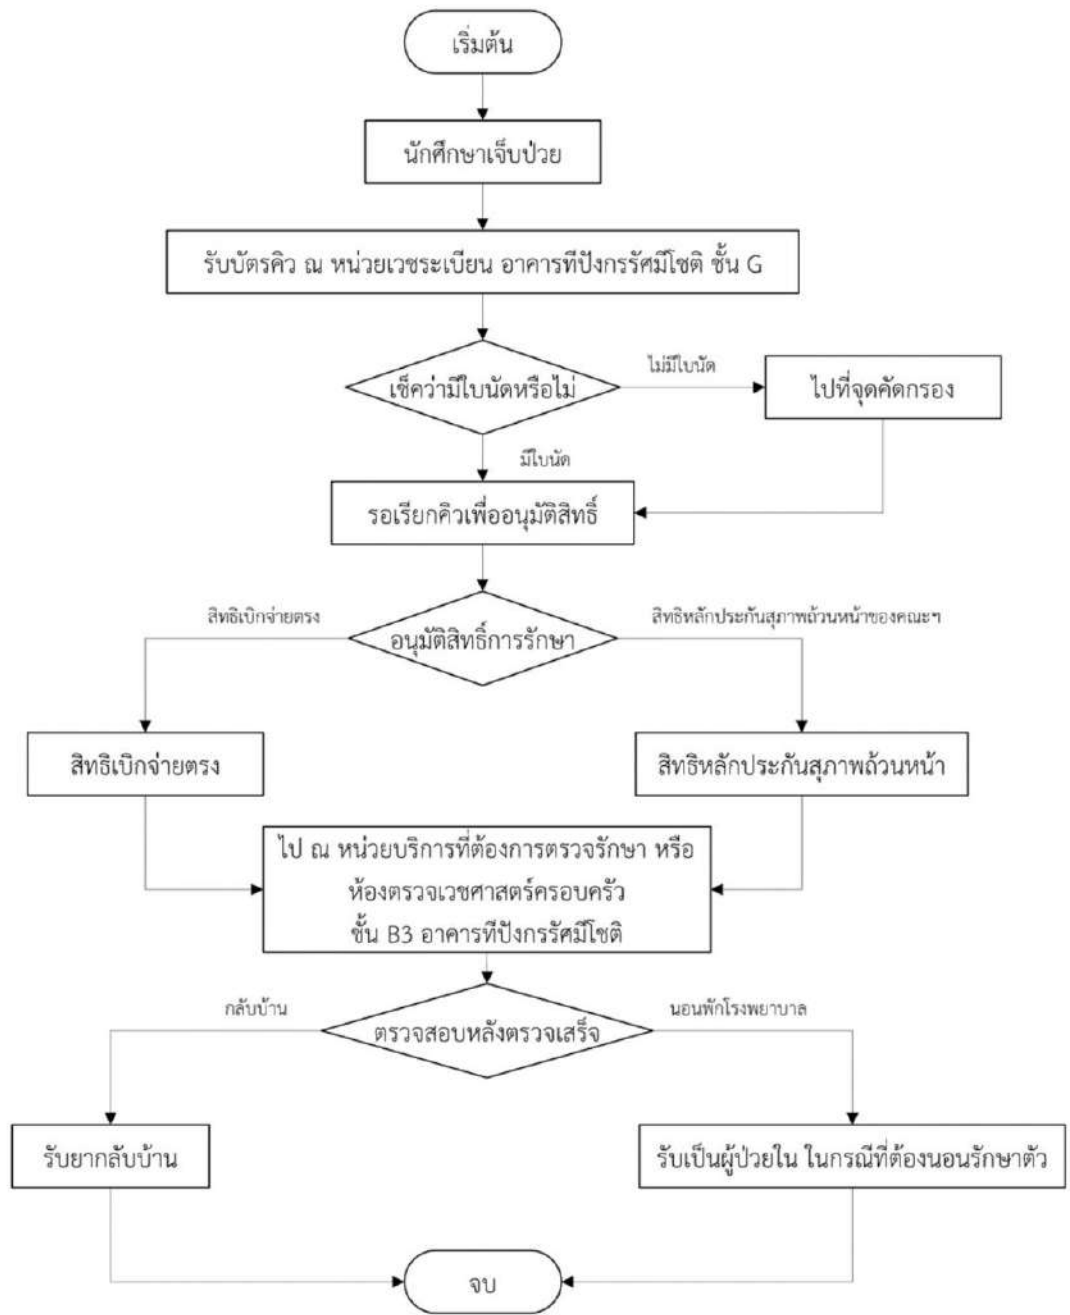 เริ่มต้น
นักศึกษาเจ็บป่วย
รับบัตรคิว ณ หน่วยเวชระเบียน อาคารทีปังกรรัศมีโชติ ชั้น G
เช็คว่ามีใบนัดหรือไม่
ไม่มีใบนัด
ไปที่จุดคัดกรอง
มีใบนัด
รอเรียกคิวเพื่ออนุมัติสิทธิ์
สิทธิเบิกจ่ายตรง
อนุมัติสิทธิ์การรักษา
สิทธิหลักประกันสุภาพถ้วนหน้าของคณะฯ
สิทธิเบิกจ่ายตรง
สิทธิหลักประกันสุภาพถ้วนหน้า
ไป ณ หน่วยบริการที่ต้องการตรวจรักษา หรือ
ห้องตรวจเวชศาสตร์ครอบครัว
ชั้น B3 อาคารทีปังกรรัศมีโชติ
กลับบ้าน
ตรวจสอบหลังตรวจเสร็จ
นอนพักโรงพยาบาล
รับยากลับบ้าน
รับเป็นผู้ป่วยใน ในกรณีที่ต้องนอนรักษาตัว
จบ